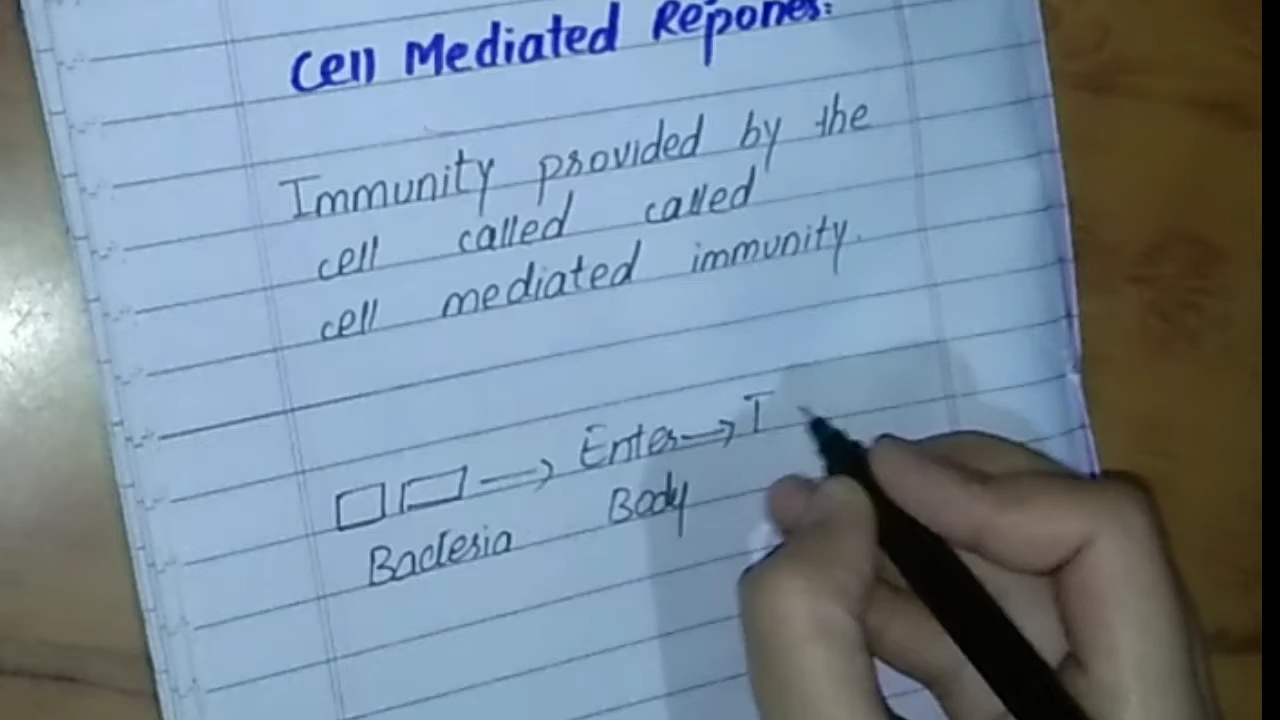 Cell Mediated Repones:
Immunity provided by the
cell called called
cell mediated immunity.
Enter → T
Bacteria Body